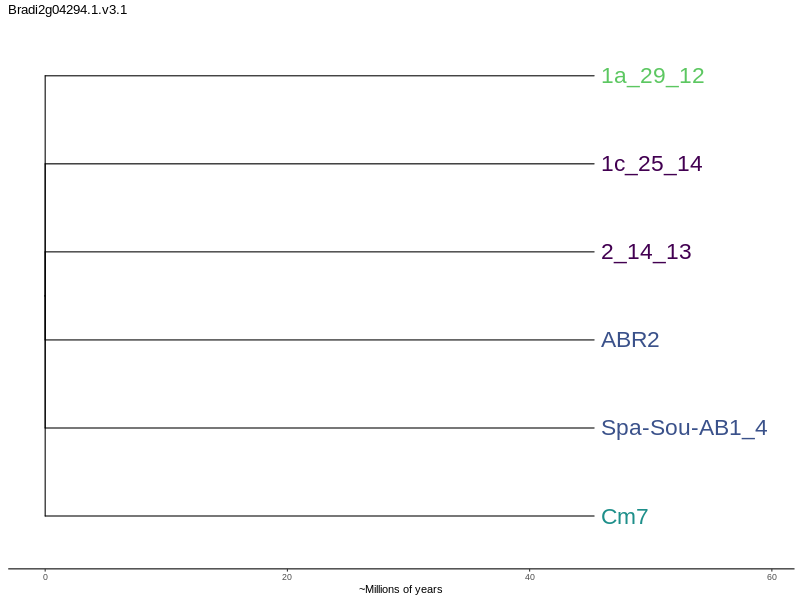 Bradi2g04294.1.v3.1
1a_29_12
1c_25_14
2_14_13
ABR2
Spa-Sou-AB1_4
Cm7
0 20 40 60
~Millions of years